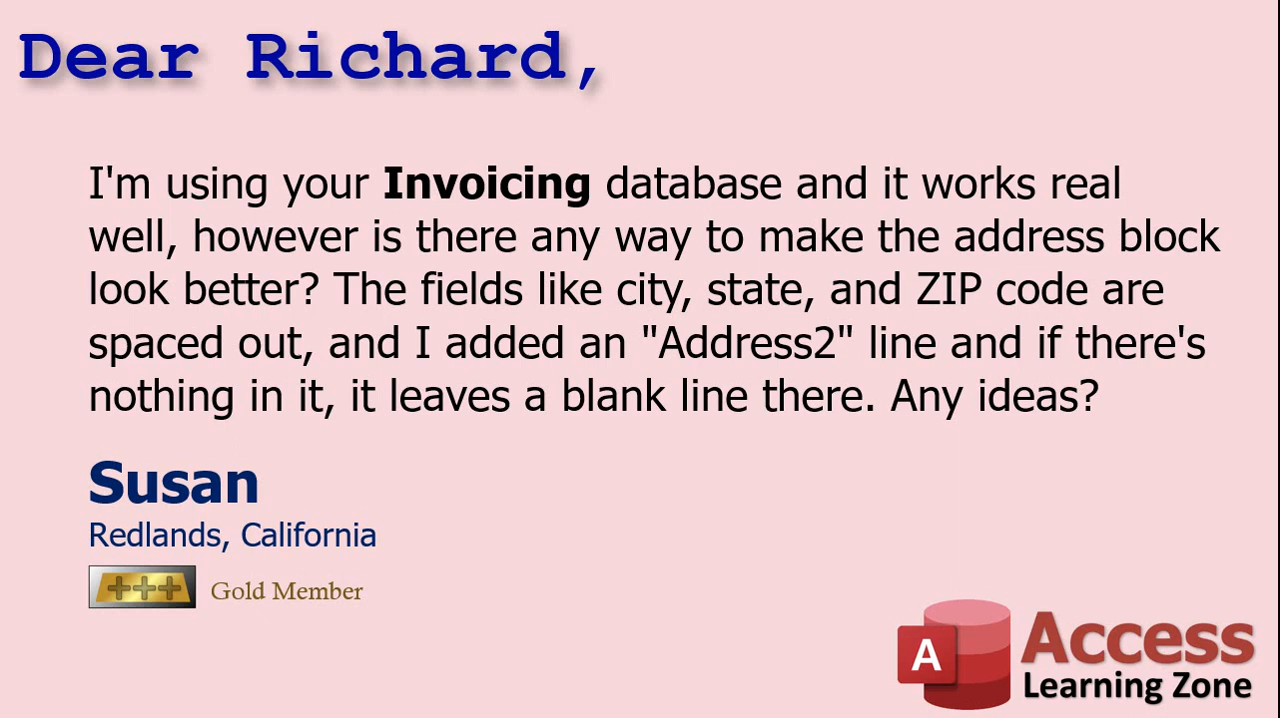 Dear Richard,
I'm using your Invoicing database and it works real
well, however is there any way to make the address block
look better? The fields like city, state, and ZIP code are
spaced out, and I added an "Address2" line and if there's
nothing in it, it leaves a blank line there. Any ideas?
Susan
Redlands, California
+++ Gold Member
A Access
Learning Zone